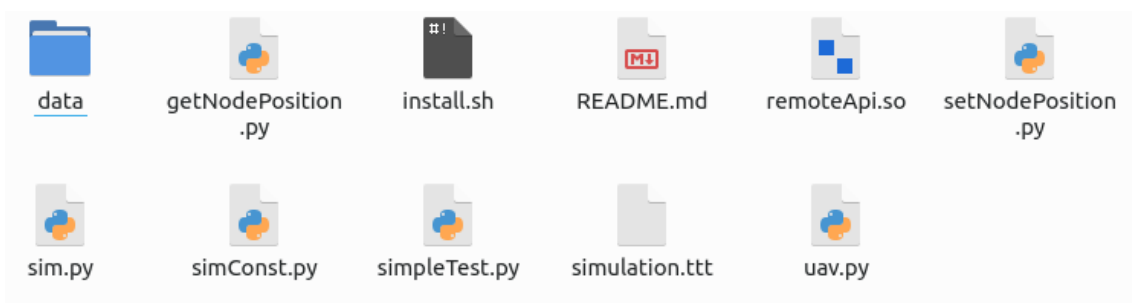 #!
M↓
data
getNodePosition
.py
install.sh
README.md
remoteApi.so
setNodePosition
.py
sim.py
simConst.py
simpleTest.py
simulation.ttt
uav.py